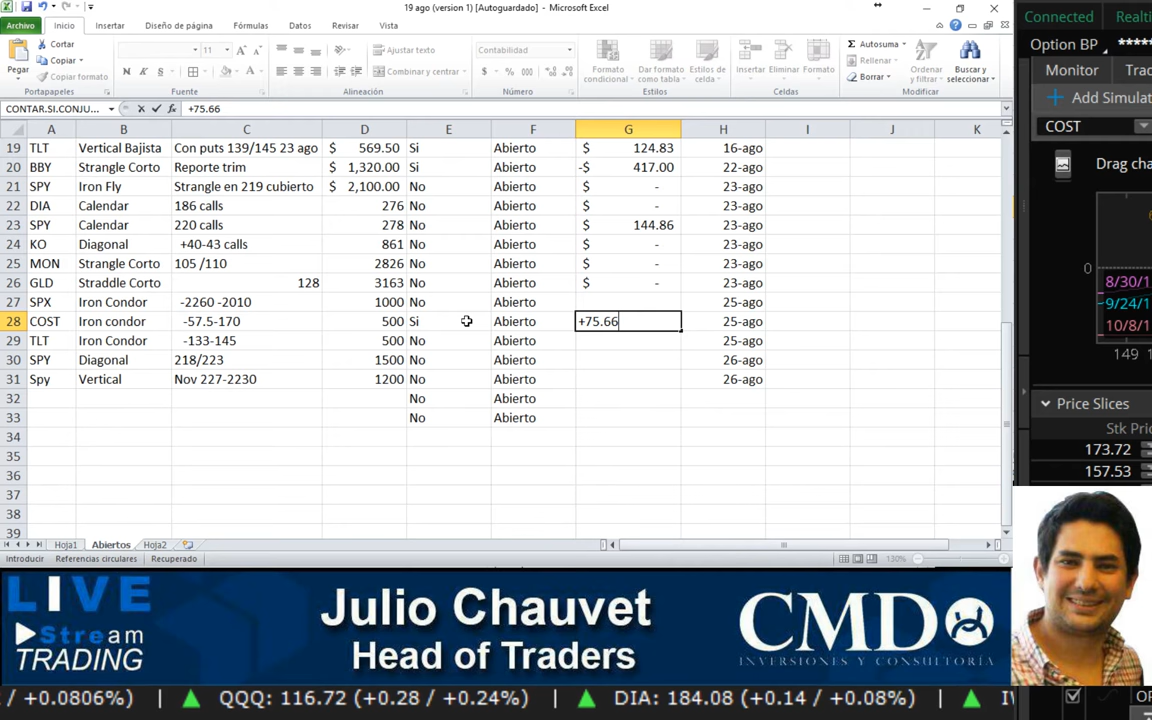 19 ago (version 1) [Autoguardado] - Microsoft Excel
Archivo Inicio Insertar Diseño de página Fórmulas Datos Revisar Vista
Pegar Cortar Copiar Copiar formato Portapapeles
11 N K S A A Fuente
Ajustar texto Combinar y centrar Alineación
Contabilidad $ % 000 Número
Formato condicional Dar formato como tabla Estilos de celda Estilos
Insertar Eliminar Formato Celdas
Σ Autosuma Rellenar Borrar Ordenar y filtrar Buscar y seleccionar Modificar
CONTAR.SI.CONJU... fx +75.66
A B C D E F G H I J K
19 TLT Vertical Bajista Con puts 139/145 23 ago $ 569.50 Si Abierto $ 124.83 16-ago
20 BBY Strangle Corto Reporte trim $ 1,320.00 Si Abierto -$ 417.00 22-ago
21 SPY Iron Fly Strangle en 219 cubierto $ 2,100.00 No Abierto $ - 23-ago
22 DIA Calendar 186 calls 276 No Abierto $ - 23-ago
23 SPY Calendar 220 calls 278 No Abierto $ 144.86 23-ago
24 KO Diagonal +40-43 calls 861 No Abierto $ - 23-ago
25 MON Strangle Corto 105 /110 2826 No Abierto $ - 23-ago
26 GLD Straddle Corto 128 3163 No Abierto $ - 23-ago
27 SPX Iron Condor -2260 -2010 1000 No Abierto 25-ago
28 COST Iron condor -57.5-170 500 Si Abierto +75.66 25-ago
29 TLT Iron Condor -133-145 500 No Abierto 25-ago
30 SPY Diagonal 218/223 1500 No Abierto 26-ago
31 Spy Vertical Nov 227-2230 1200 No Abierto 26-ago
32 No Abierto
33 No Abierto
34
35
36
37
38
39
Hoja1 Abiertos Hoja2
Introducir Referencias circulares Recuperado 130%
Connected Realti
Option BP *****
Monitor Trad
Add Simulat
COST
Drag cha
0
8/30/1
9/24/1
10/8/1
149 1
Price Slices
Stk Pric
173.72
157.53
LIVE
Stream
TRADING
Julio Chauvet
Head of Traders
CMD
INVERSIONES Y CONSULTORÍA
/ +0.0806%) QQQ: 116.72 (+0.28 / +0.24%) DIA: 184.08 (+0.14 / +0.08%)